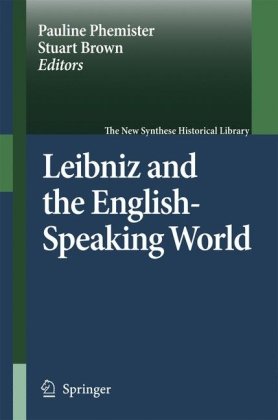 Pauline Phemister
Stuart Brown
Editors
The New Synthese Historical Library
Leibniz and
the English-
Speaking World
Springer